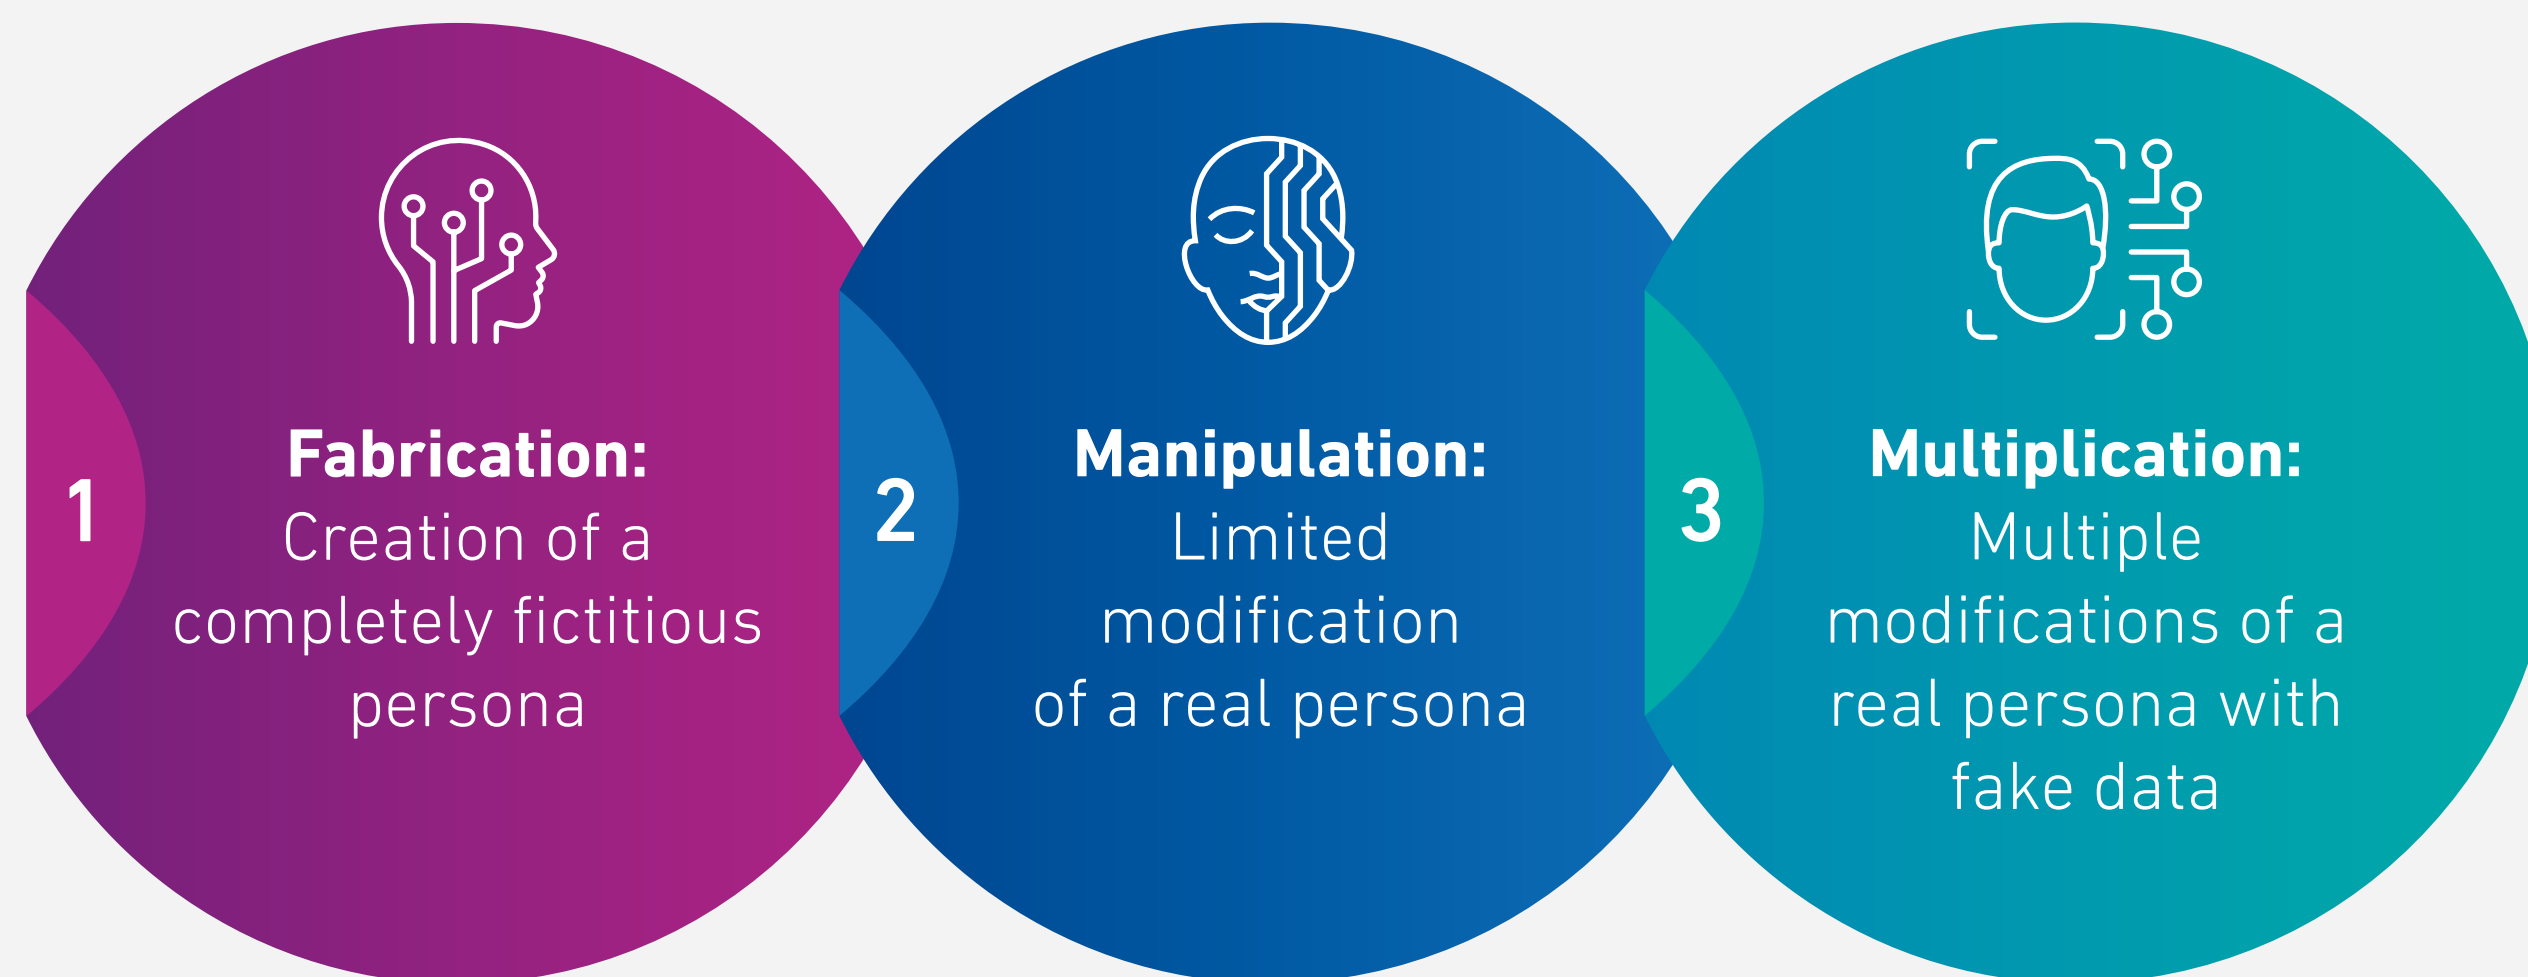 1
Fabrication:
Creation of a
completely fictitious
persona
2
Manipulation:
Limited
modification
of a real persona
3
Multiplication:
Multiple
modifications of a
real persona with
fake data